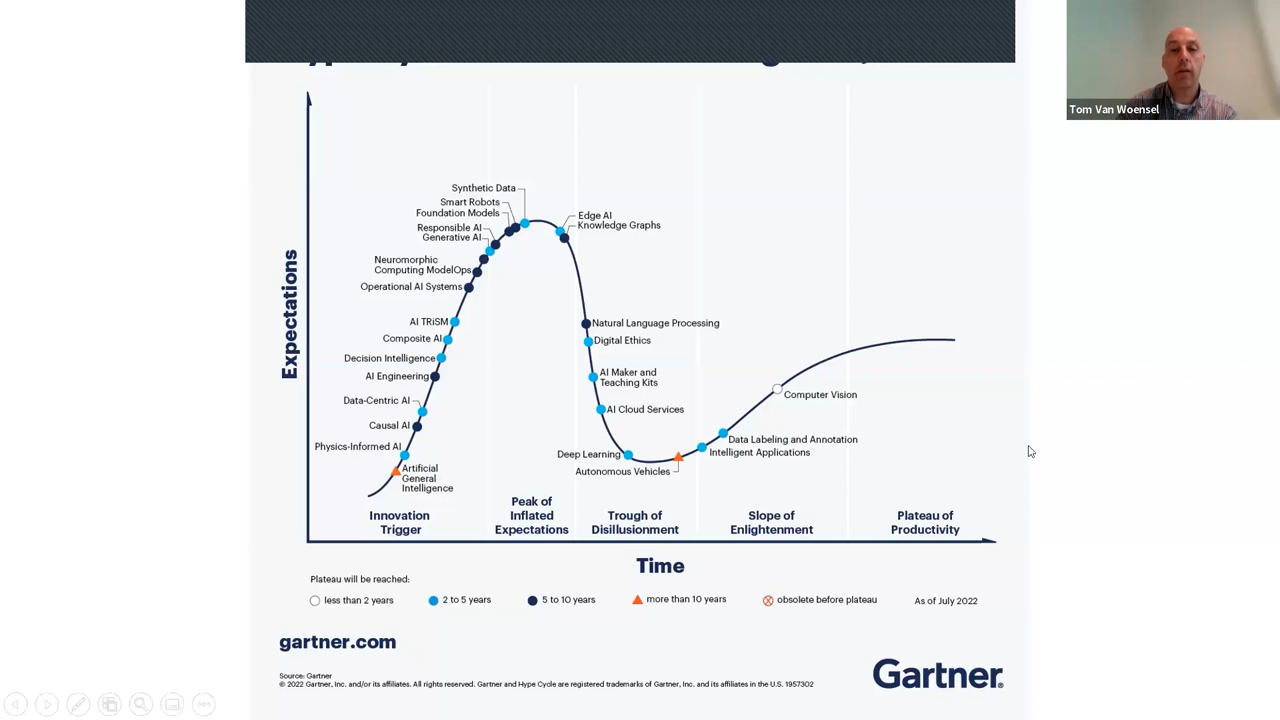 Tom Van Woensel
Expectations
Synthetic Data
Smart Robots
Foundation Models
Responsible AI
Generative AI
Neuromorphic
Computing ModelOps
Operational AI Systems
AI TRiSM
Composite AI
Decision Intelligence
AI Engineering
Data-Centric AI
Causal AI
Physics-Informed AI
Artificial
General
Intelligence
Edge AI
Knowledge Graphs
Natural Language Processing
Digital Ethics
AI Maker and
Teaching Kits
AI Cloud Services
Deep Learning
Autonomous Vehicles
Computer Vision
Data Labeling and Annotation
Intelligent Applications
Innovation
Trigger
Peak of
Inflated
Expectations
Trough of
Disillusionment
Slope of
Enlightenment
Plateau of
Productivity
Time
Plateau will be reached:
less than 2 years
2 to 5 years
5 to 10 years
more than 10 years
obsolete before plateau
As of July 2022
gartner.com
Source: Gartner
© 2022 Gartner, Inc. and/or its affiliates. All rights reserved. Gartner and Hype Cycle are registered trademarks of Gartner, Inc. and its affiliates in the U.S. 1957302
Gartner®